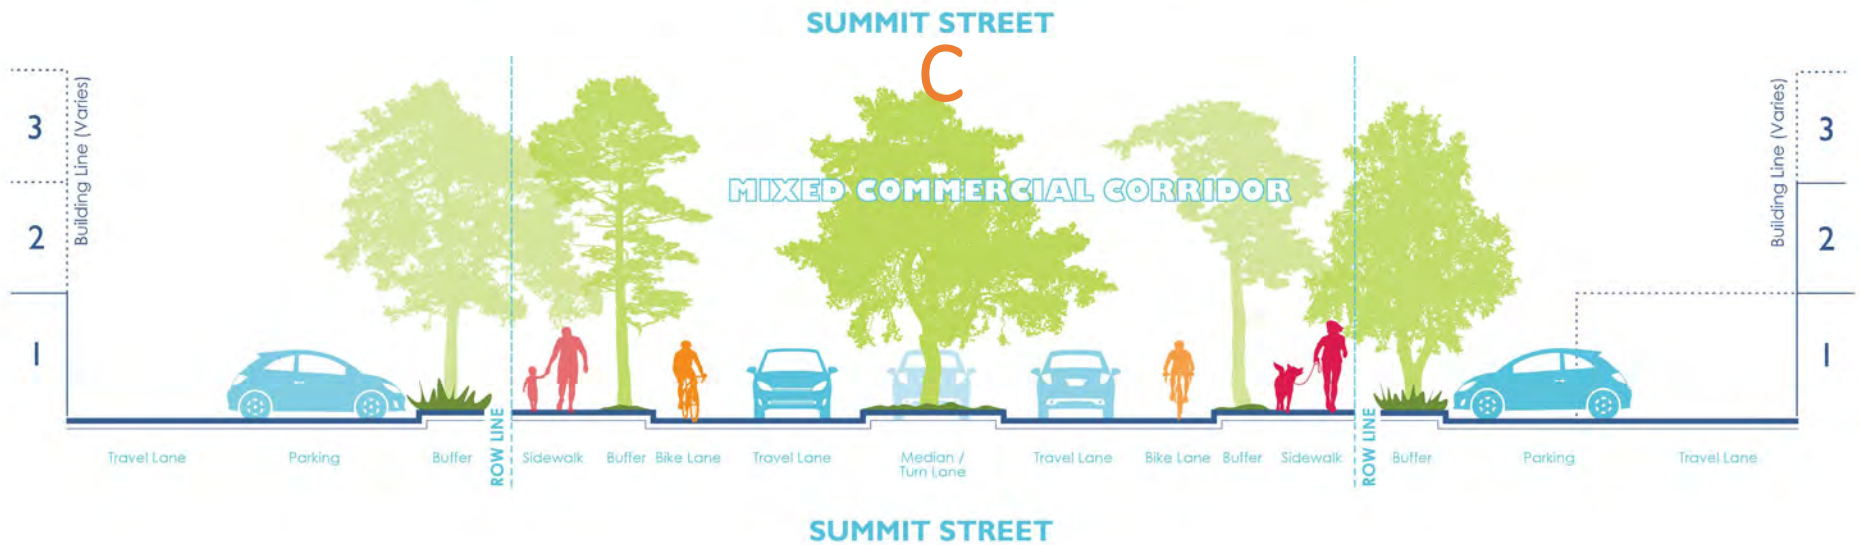 SUMMIT STREET
C
3
Building Line (Varies)
2
1
MIXED COMMERCIAL CORRIDOR
3
Building Line (Varies)
2
1
Travel Lane
Parking
Buffer
ROW LINE
Sidewalk
Buffer
Bike Lane
Travel Lane
Median /
Turn Lane
Travel Lane
Bike Lane
Buffer
Sidewalk
ROW LINE
Buffer
Parking
Travel Lane
SUMMIT STREET